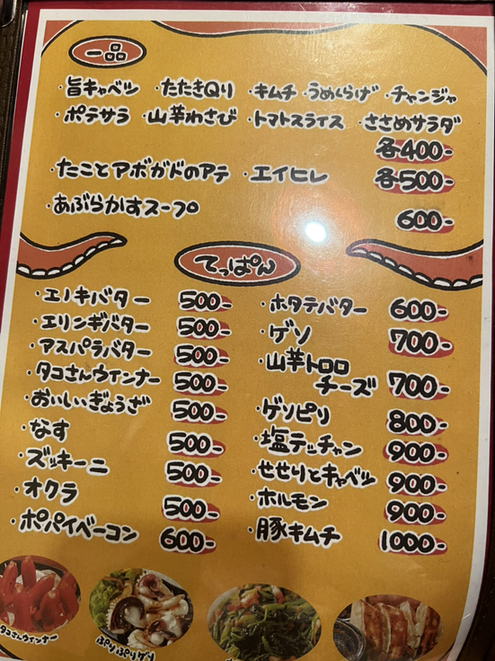 一品
・旨キャベツ ・たたきQり ・キムチ ・うめくらげ ・チャンジャ
・ポテサラ ・山芋わさび ・トマトスライス ・ささめサラダ
各400-
・たことアボガドのアテ ・エイヒレ 各500-
・あぶらかすスープ 600-
てっぱん
・エノキバター 500-
・エリンギバター 500-
・アスパラバター 500-
・タコさんウインナー 500-
・おいしいぎょうざ 500-
・なす 500-
・ズッキーニ 500-
・オクラ 500-
・ポパイベーコン 600-
・ホタテバター 600-
・ゲソ 700-
・山芋トロロ
チーズ 700-
・ゲソピリ 800-
・塩テッチャン 900-
・せせりとキャベツ 900-
・ホルモン 900-
・豚キムチ 1000-
タコさんウインナー
ぷりぷりゲソ